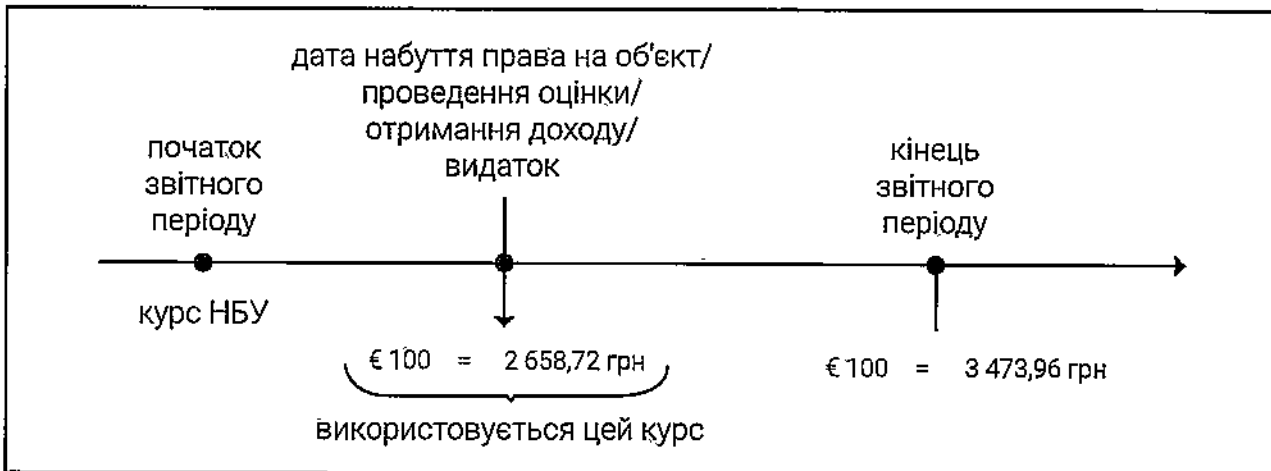 дата набуття права на об'єкт/
проведення оцінки/
отримання доходу/
видаток
початок
звітного
періоду
кінець
звітного
періоду
курс НБУ
€ 100 = 2 658,72 грн
€ 100 = 3 473,96 грн
використовується цей курс